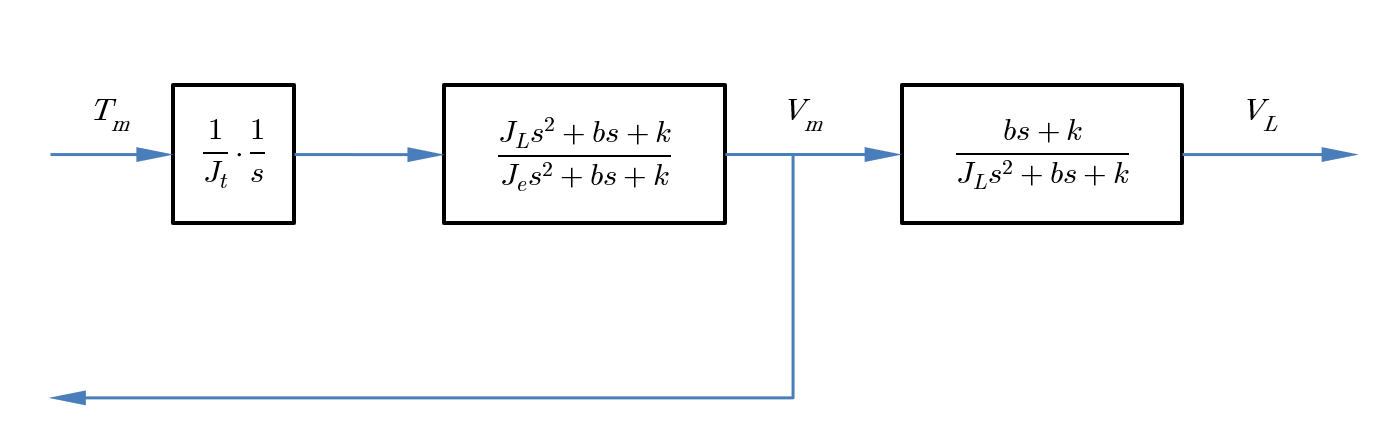 T_m
\frac{1}{J_t} \cdot \frac{1}{s}
\frac{J_L s^2 + bs + k}{J_e s^2 + bs + k}
V_m
\frac{bs + k}{J_L s^2 + bs + k}
V_L